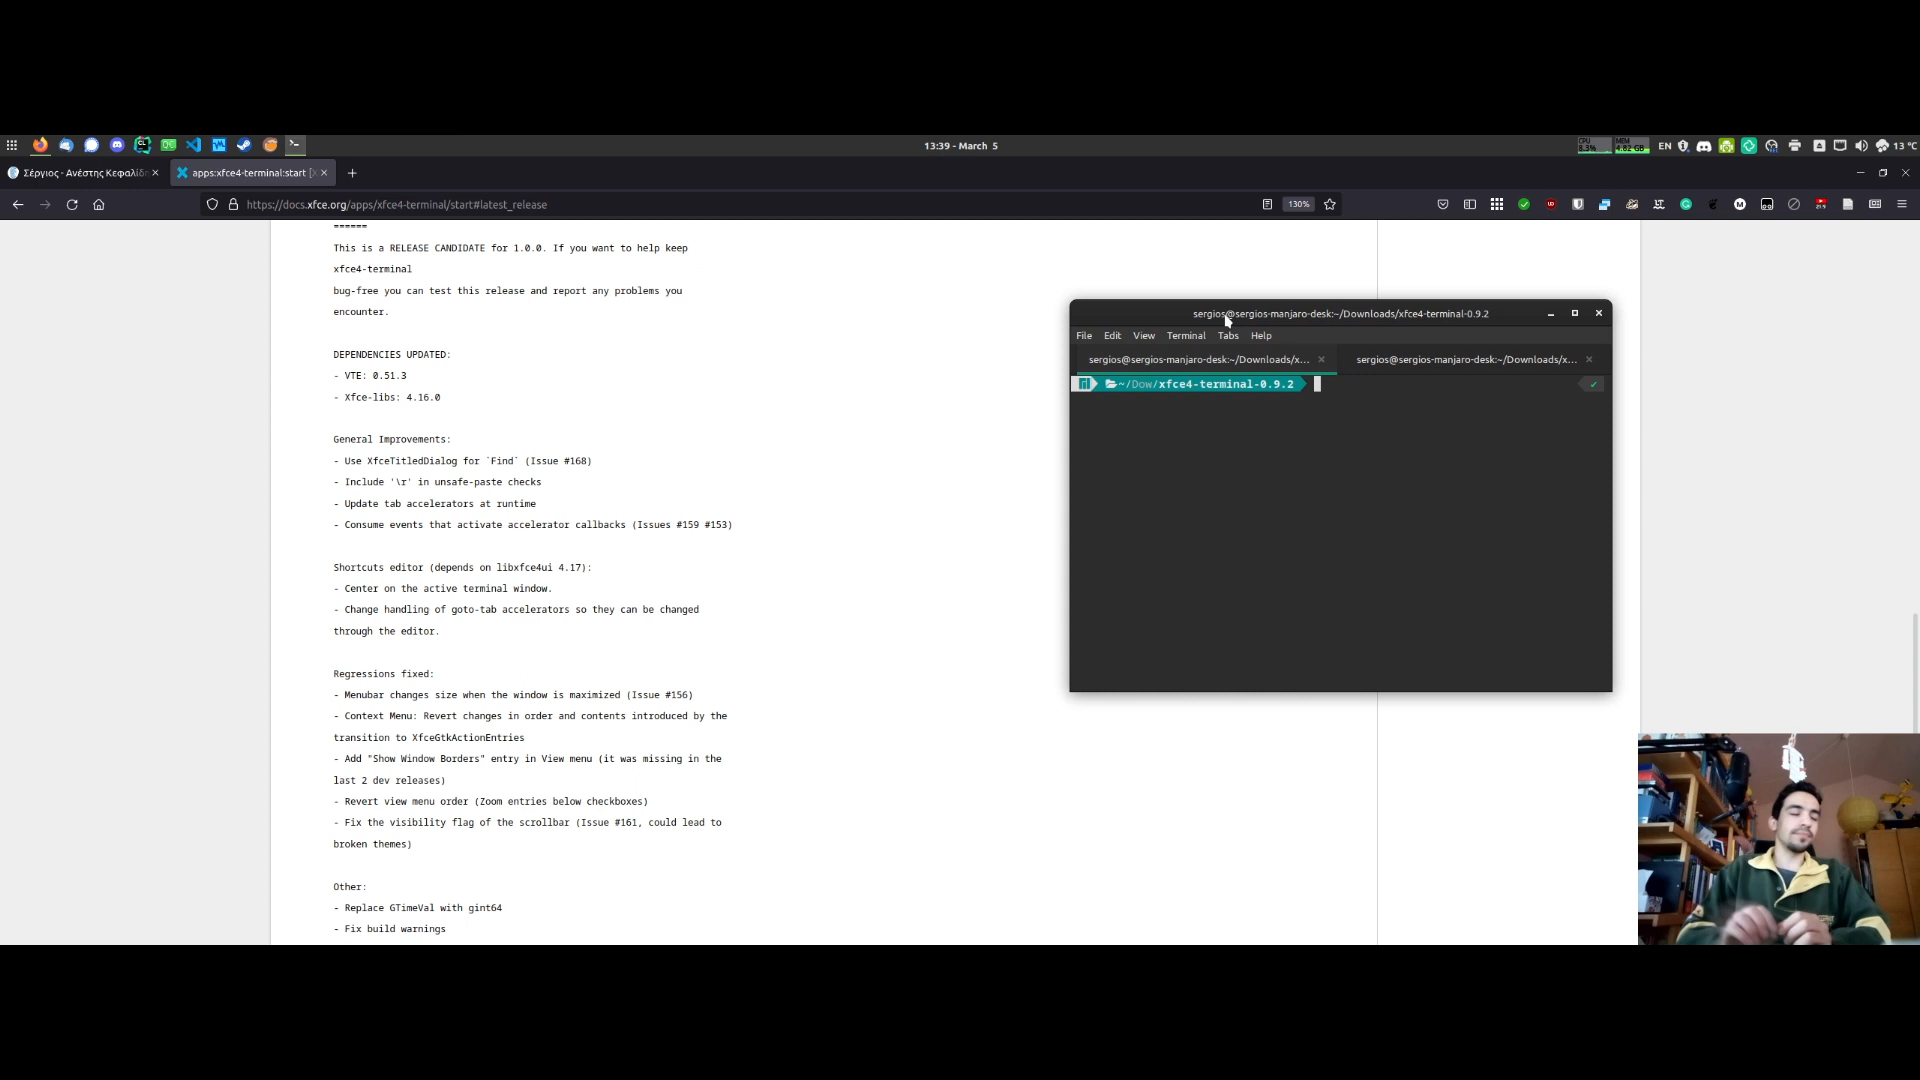 13:39 - March 5
CPU
MEM
EN
13 °C
Σέργιος - Ανέστης Κεφαλίδ
apps:xfce4-terminal:start [X
https://docs.xfce.org/apps/xfce4-terminal/start#latest_release
130%
======
This is a RELEASE CANDIDATE for 1.0.0. If you want to help keep
xfce4-terminal
bug-free you can test this release and report any problems you
encounter.
DEPENDENCIES UPDATED:
- VTE: 0.51.3
- Xfce-libs: 4.16.0
General Improvements:
- Use XfceTitledDialog for `Find` (Issue #168)
- Include '\r' in unsafe-paste checks
- Update tab accelerators at runtime
- Consume events that activate accelerator callbacks (Issues #159 #153)
Shortcuts editor (depends on libxfce4ui 4.17):
- Center on the active terminal window.
- Change handling of goto-tab accelerators so they can be changed
through the editor.
Regressions fixed:
- Menubar changes size when the window is maximized (Issue #156)
- Context Menu: Revert changes in order and contents introduced by the
transition to XfceGtkActionEntries
- Add "Show Window Borders" entry in View menu (it was missing in the
last 2 dev releases)
- Revert view menu order (Zoom entries below checkboxes)
- Fix the visibility flag of the scrollbar (Issue #161, could lead to
broken themes)
Other:
- Replace GTimeVal with gint64
- Fix build warnings
sergios@sergios-manjaro-desk:~/Downloads/xfce4-terminal-0.9.2
File Edit View Terminal Tabs Help
sergios@sergios-manjaro-desk:~/Downloads/x... sergios@sergios-manjaro-desk:~/Downloads/x...
~/Dow/xfce4-terminal-0.9.2